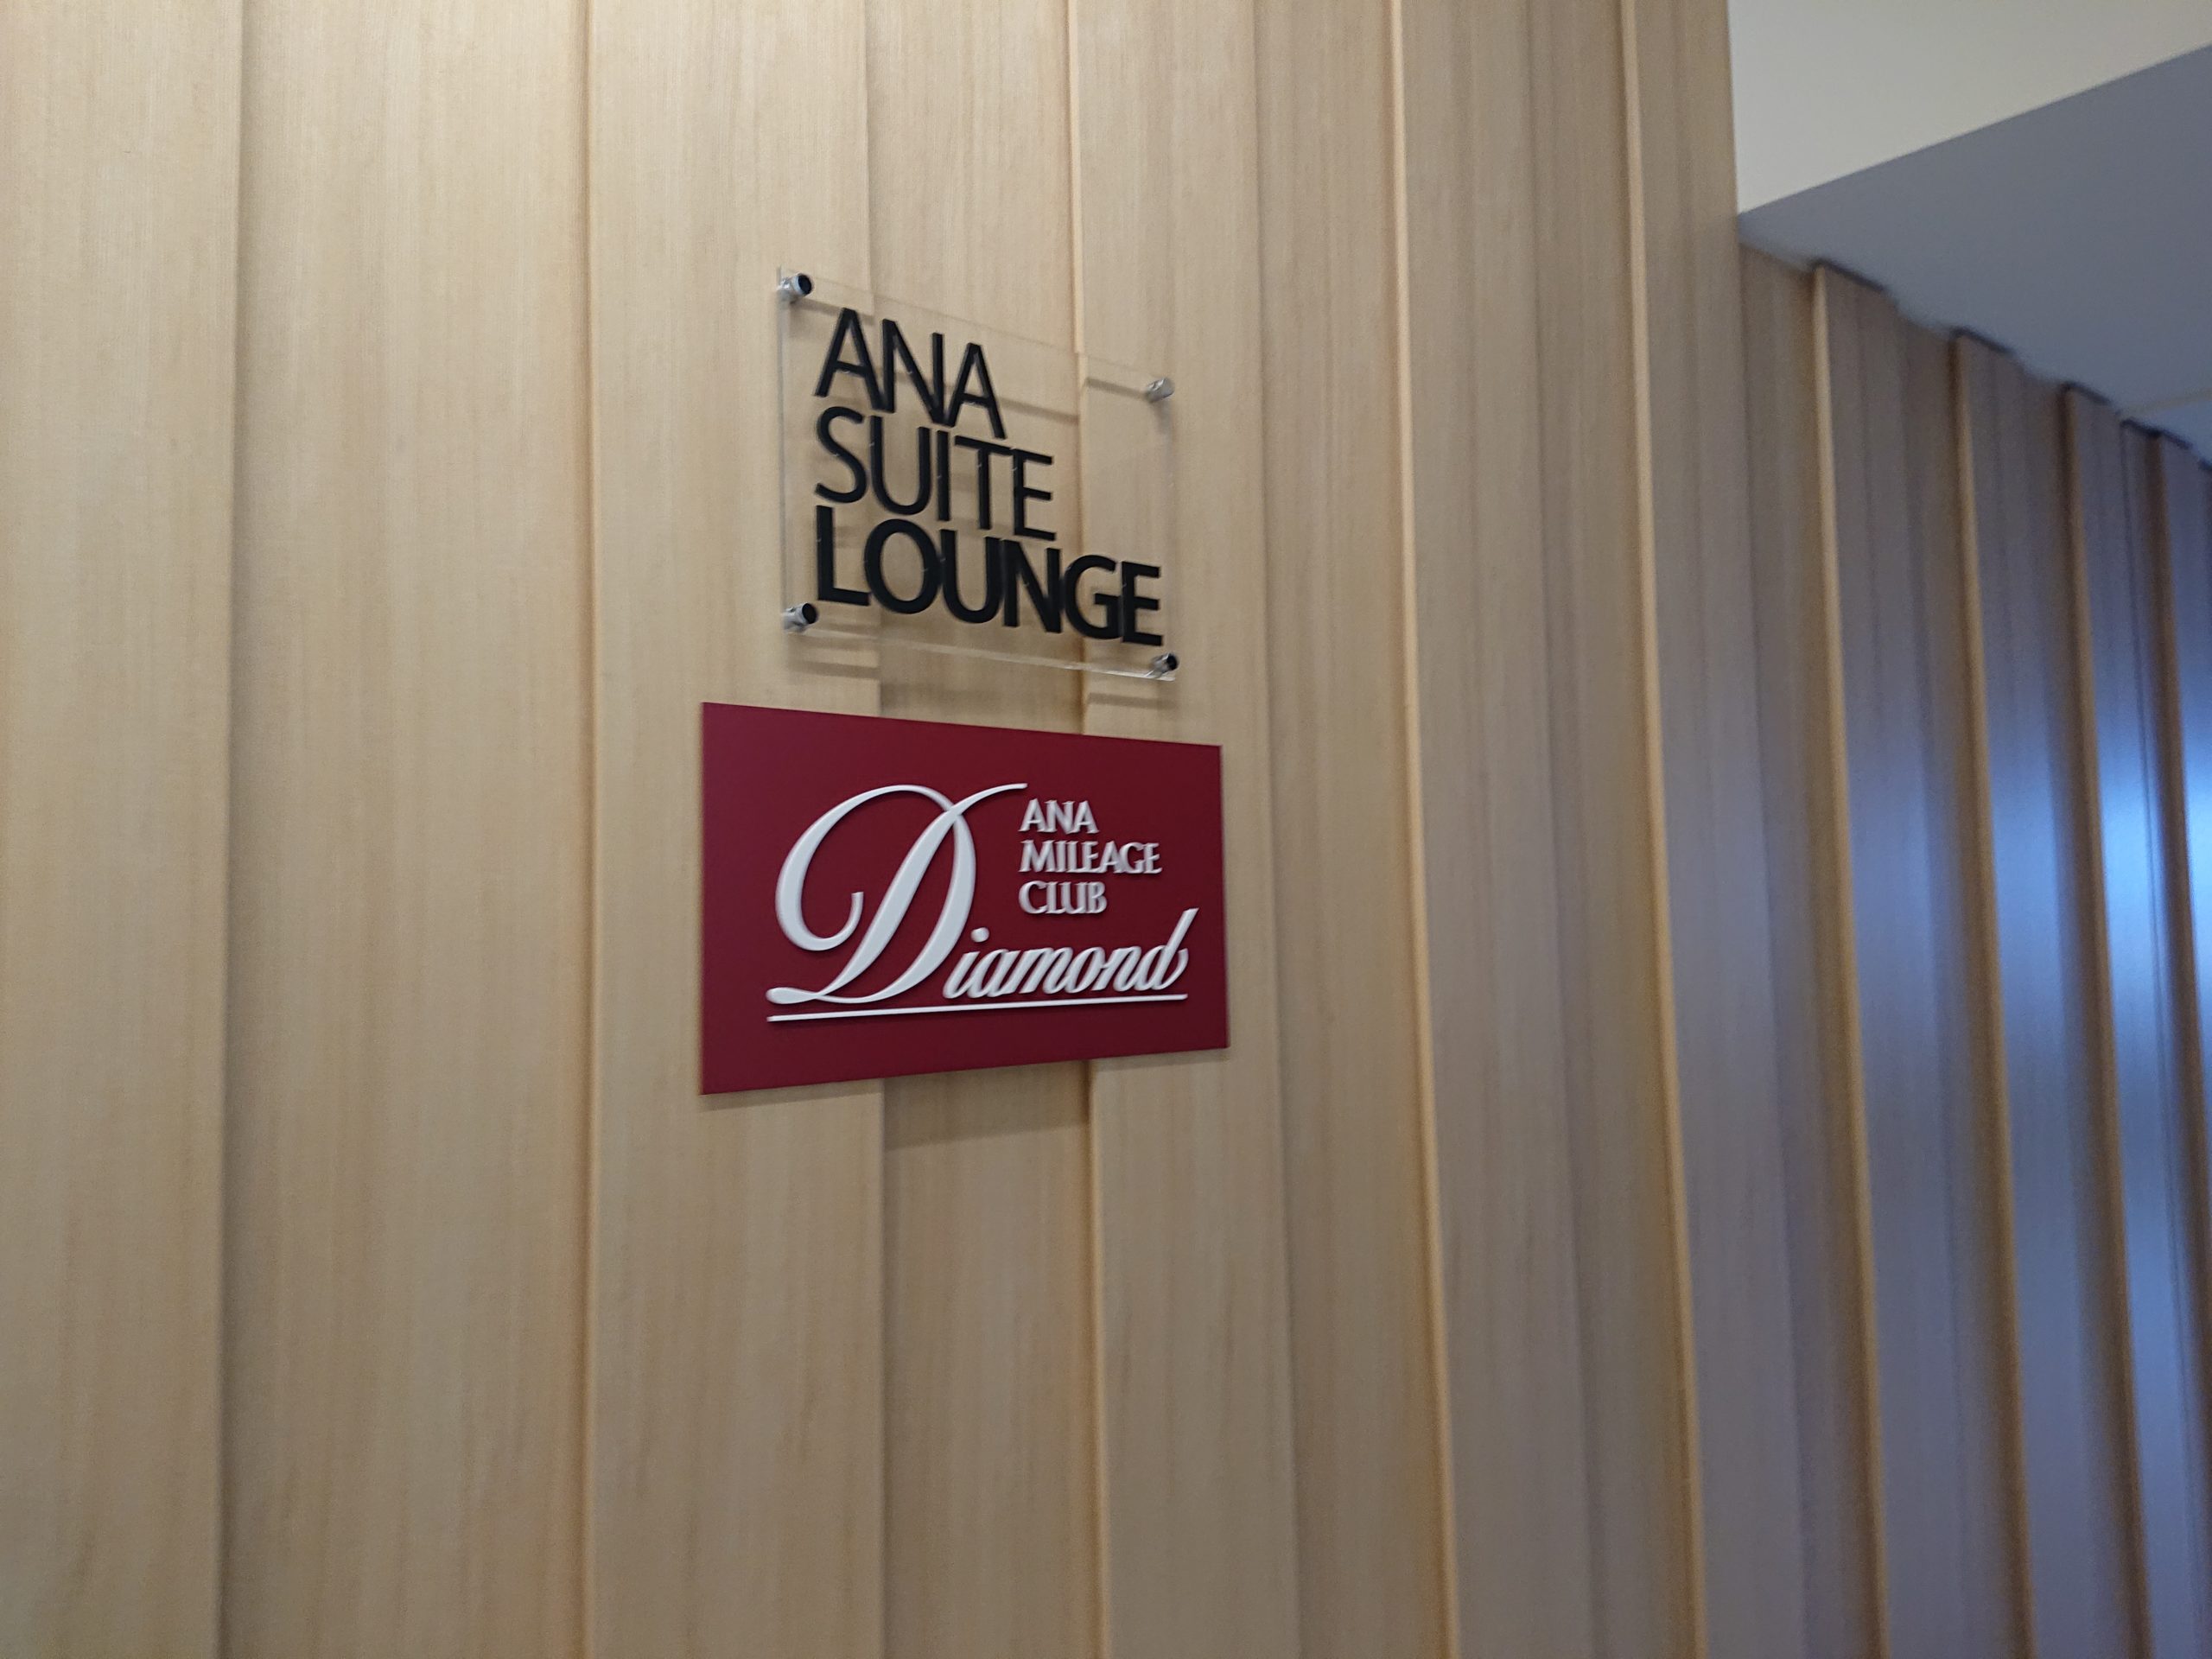 ANA
SUITE
LOUNGE
ANA
MILEAGE
CLUB
Diamond